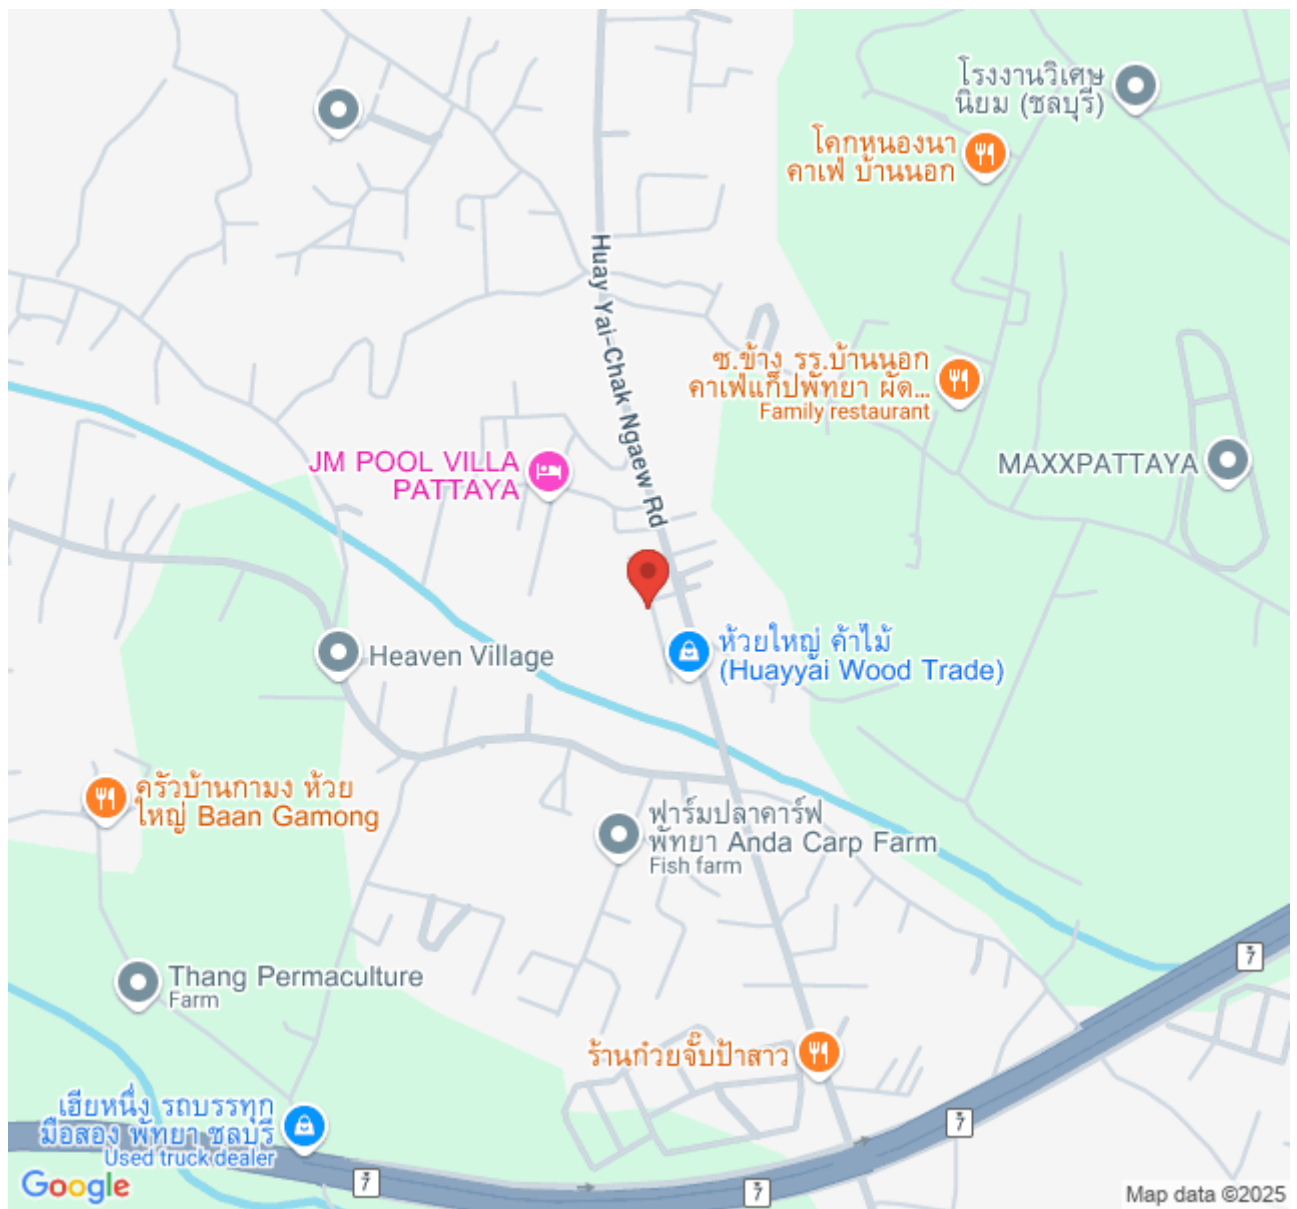 โรงงานวิเศษ
นิยม (ชลบุรี)
โคกหนองนา
คาเฟ่ บ้านนอก
Huay Yai-Chak Ngaew Rd
ซ.ช้าง รร.บ้านนอก
คาเฟ่แก็ปพัทยา ผัด...
Family restaurant
JM POOL VILLA
PATTAYA
MAXXPATTAYA
ห้วยใหญ่ ค้าไม้
(Huayyai Wood Trade)
Heaven Village
ครัวบ้านกามง ห้วย
ใหญ่ Baan Gamong
ฟาร์มปลาคาร์ฟ
พัทยา Anda Carp Farm
Fish farm
7
Thang Permaculture
Farm
ร้านก๋วยจั๊บป้าสาว
เฮียหนึ่ง รถบรรทุก
มือสอง พัทยา ชลบุรี
Used truck dealer
7
7
7
Google
Map data ©2025